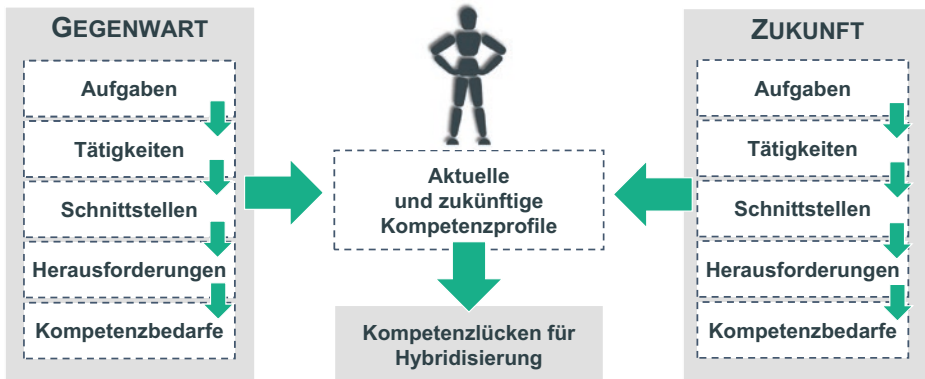 GEGENWART
Aufgaben
Tätigkeiten
Schnittstellen
Herausforderungen
Kompetenzbedarfe
Aktuelle
und zukünftige
Kompetenzprofile
Kompetenzlücken für
Hybridisierung
ZUKUNFT
Aufgaben
Tätigkeiten
Schnittstellen
Herausforderungen
Kompetenzbedarfe